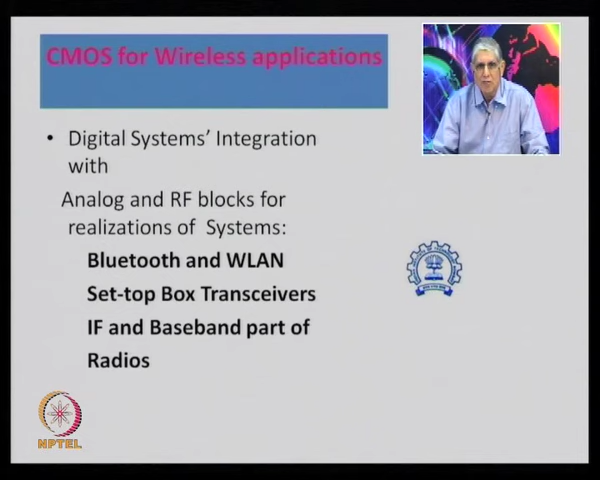 CMOS for Wireless applications
• Digital Systems' Integration
with
Analog and RF blocks for
realizations of Systems:
Bluetooth and WLAN
Set-top Box Transceivers
IF and Baseband part of
Radios
NPTEL